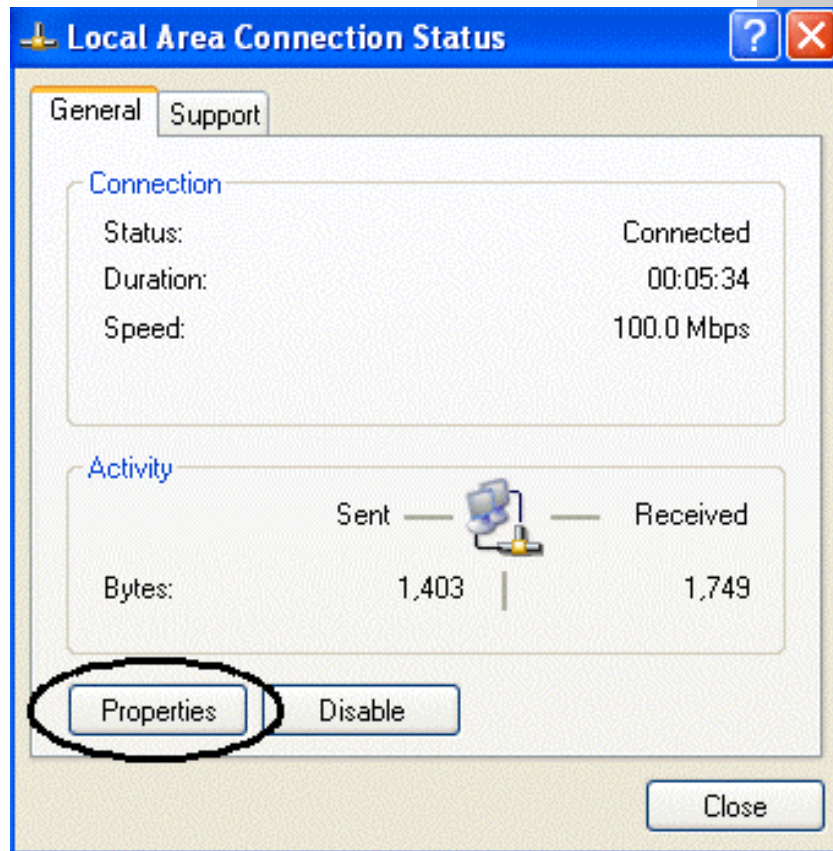 Local Area Connection Status
?
General Support
Connection
Status: Connected
Duration: 00:05:34
Speed: 100.0 Mbps
Activity
Sent Received
Bytes: 1,403 1,749
Properties Disable
Close